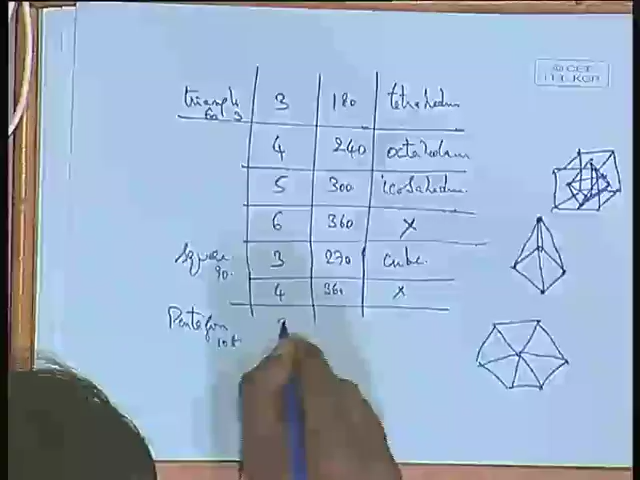 © CET
I.I.T. KGP
triangle 3 180 tetrahedron
60
4 240 octahedron
5 300 icosahedron
6 360 X
Square 3 270 cube
90.
4 360 X
Pentagon
108